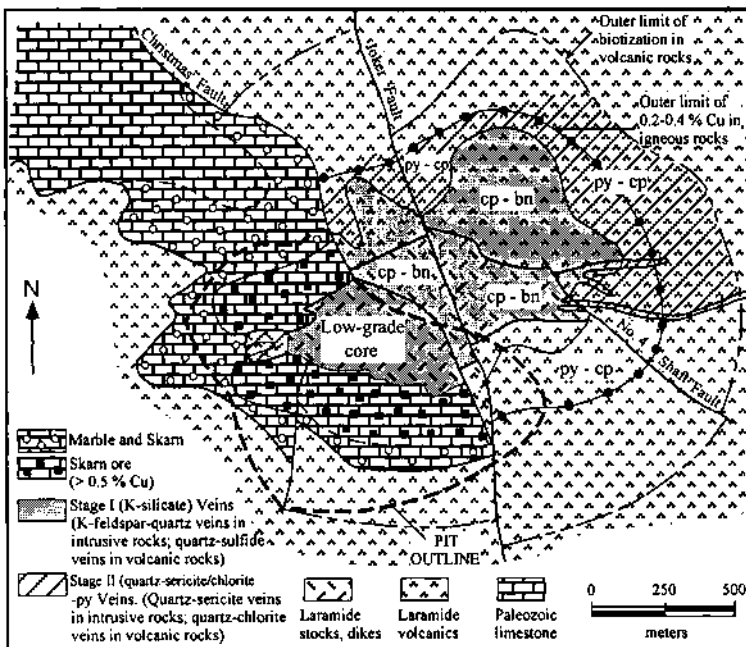 Christmas Fault
Joker Fault
Outer limit of
biotization in
volcanic rocks
Outer limit of
0.2-0.4 % Cu in
igneous rocks
py - cp
cp - bn
py - cp
cp - bn
cp - bn
N
Low-grade
core
No. 4
Shaft Fault
py - cp
Marble and Skarn
Skarn ore
(> 0.5 % Cu)
Stage I (K-silicate) Veins
(K-feldspar-quartz veins in
intrusive rocks; quartz-sulfide
veins in volcanic rocks)
PIT
OUTLINE
Stage II (quartz-sericite/chlorite
-py Veins. (Quartz-sericite veins
in intrusive rocks; quartz-chlorite
veins in volcanic rocks)
Laramide
stocks, dikes
Laramide
volcanics
Paleozoic
limestone
0 250 500
meters